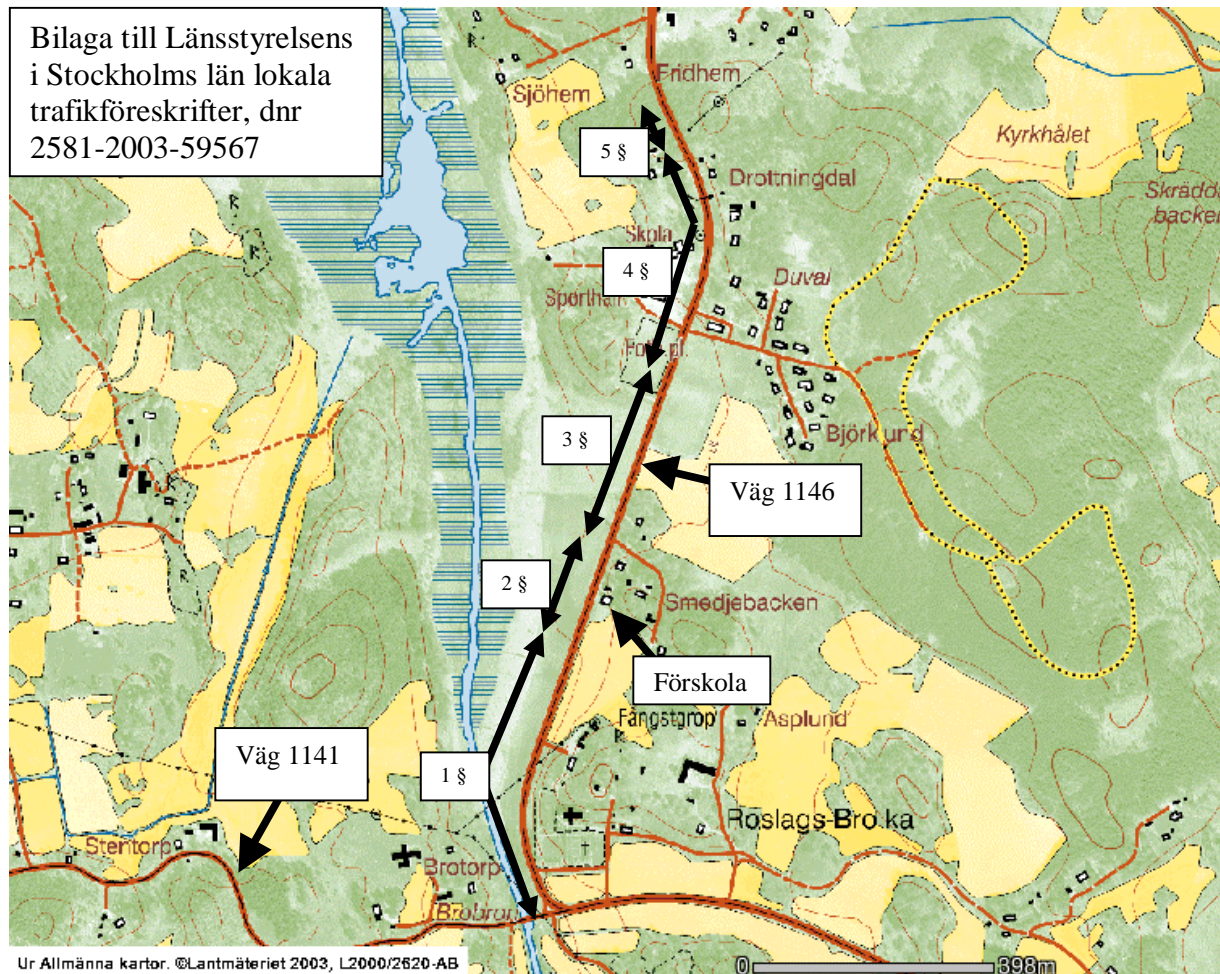 Bilaga till Länsstyrelsens
i Stockholms län lokala
trafikföreskrifter, dnr
2581-2003-59567
R
Fridhem
Sjöhem
Kyrkhålet
5 §
Drottningdal
R
R
Skola
4 §
Duval
3 §
Björklund
Väg 1146
R
2 §
Smedjebacken
Förskola
Fångstgrop
Asplund
R
Väg 1141
1 §
Roslags-Bro.ka
Stentorp
Brotorp
Brobron
Ur Allmänna kartor. ©Lantmäteriet 2003, L2000/2620-AB
0
398m